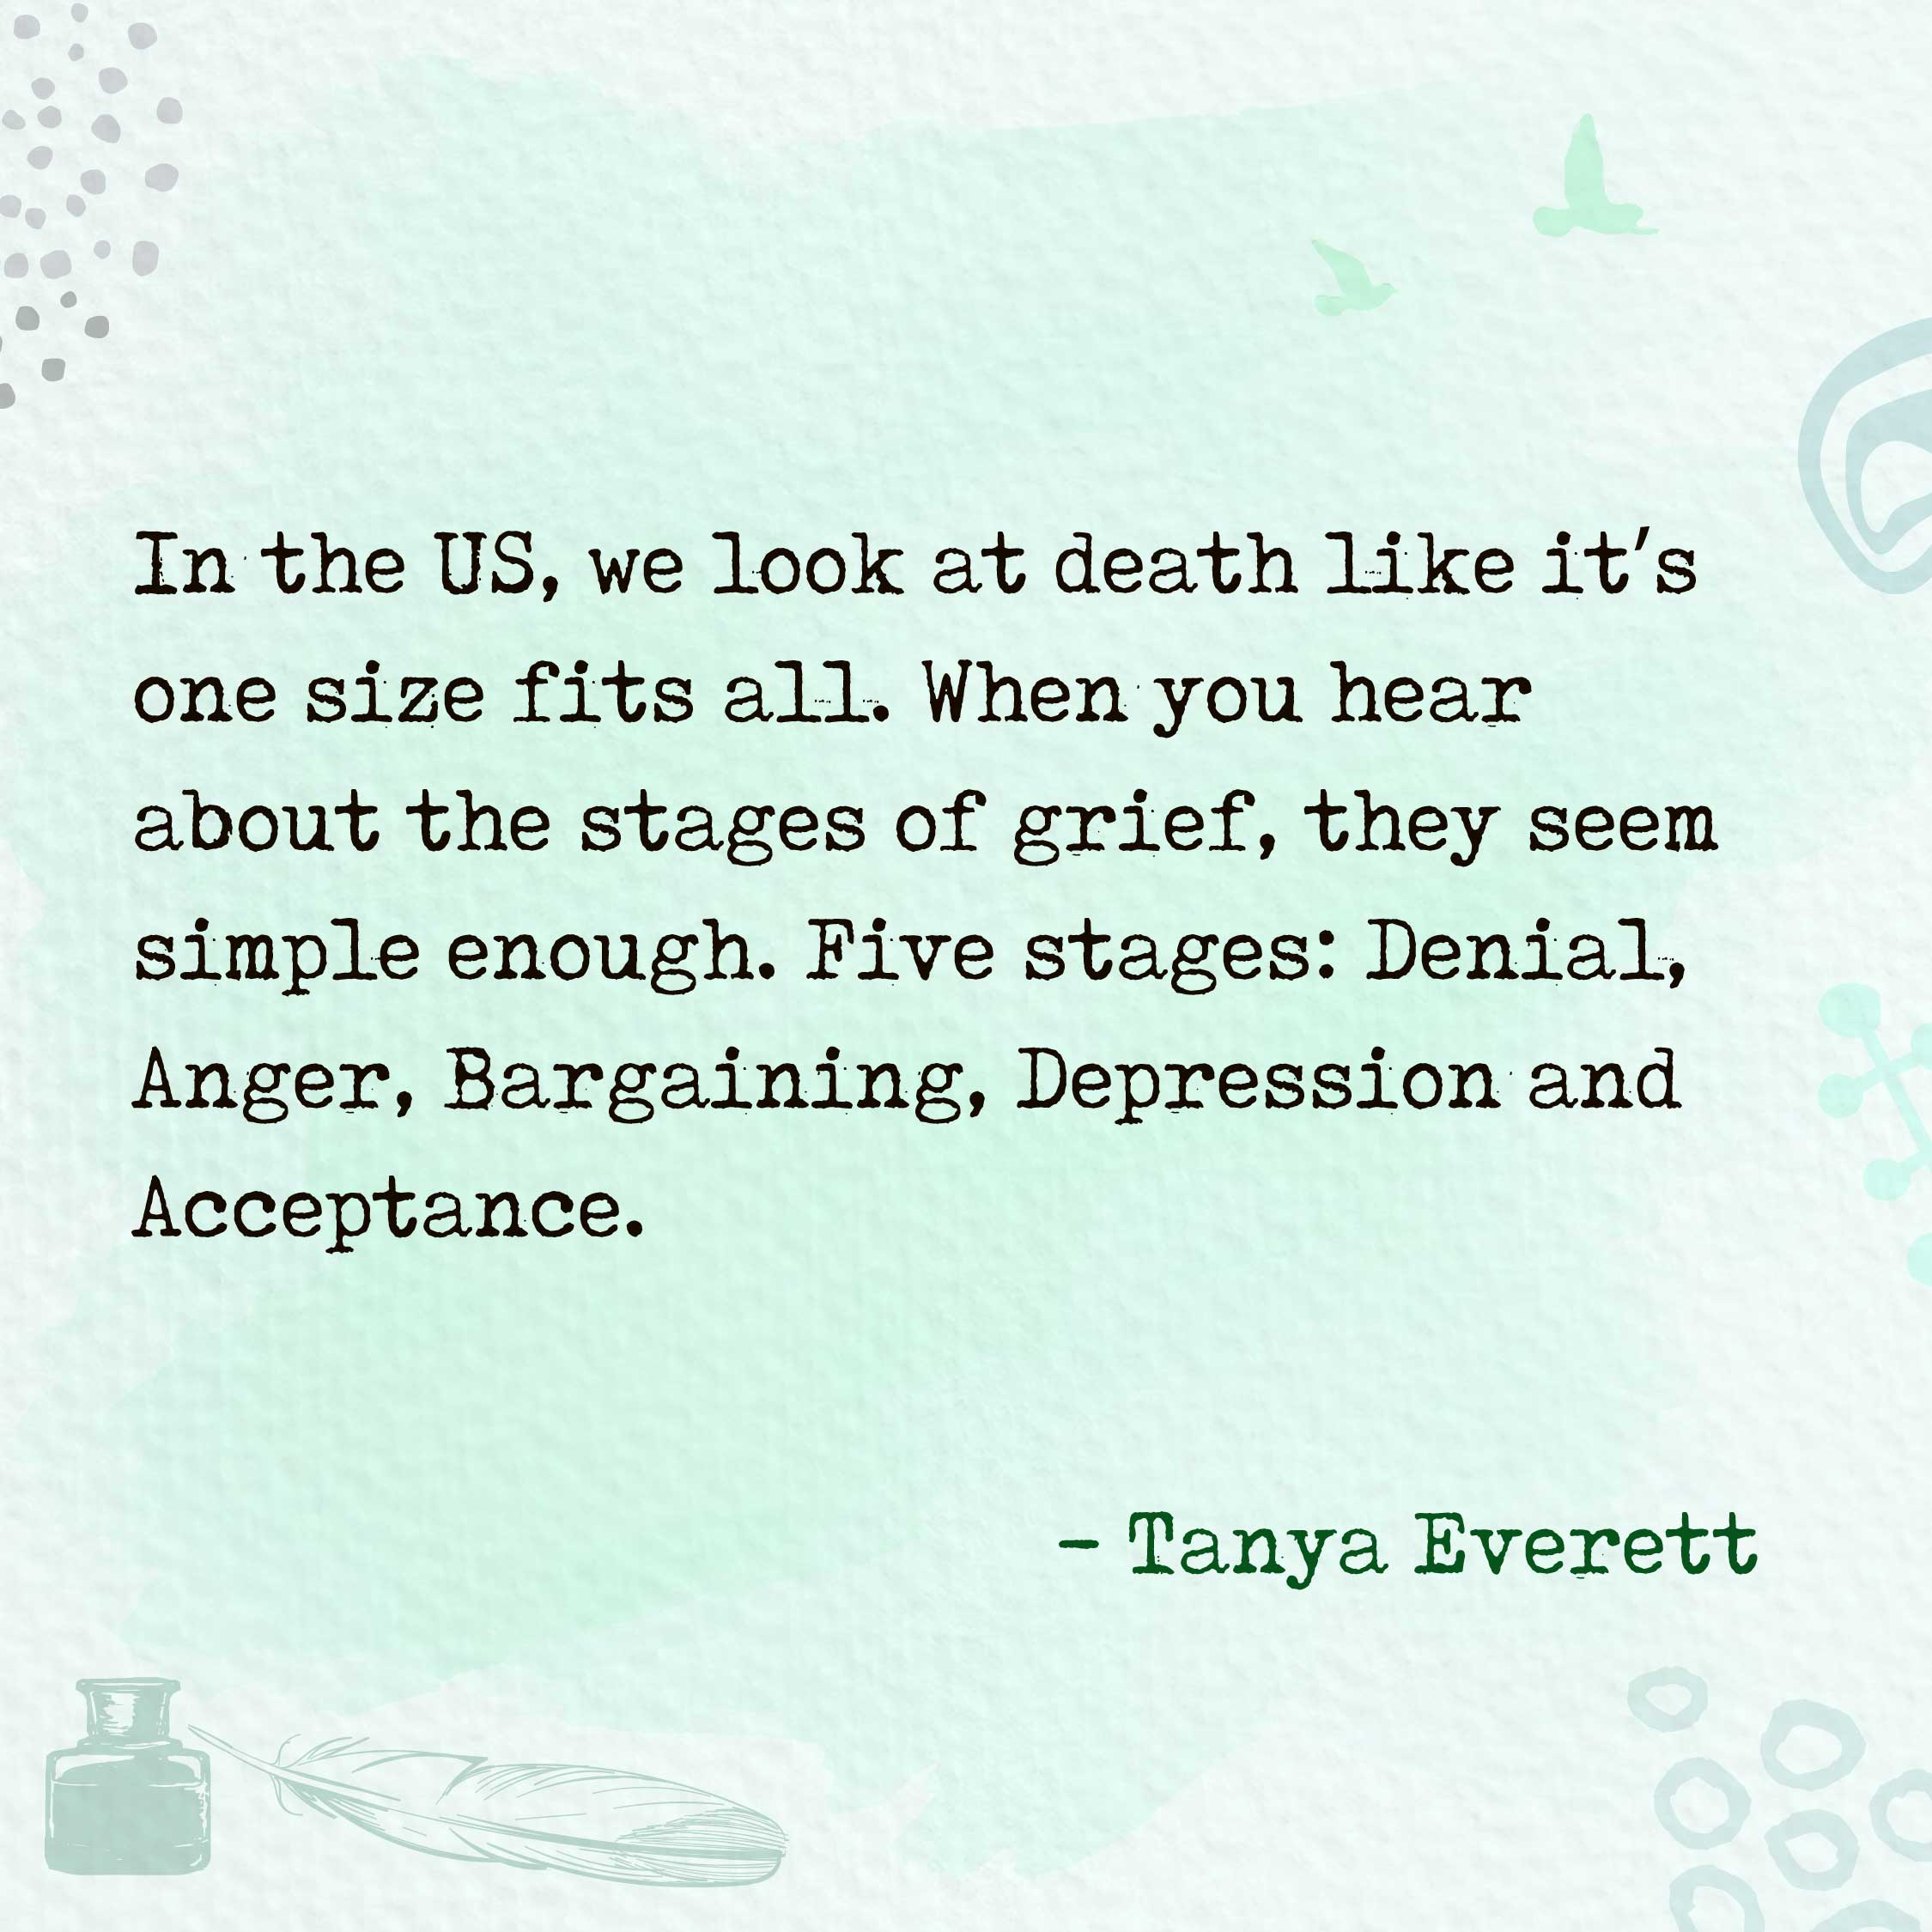 In the US, we look at death like it's
one size fits all. When you hear
about the stages of grief, they seem
simple enough. Five stages: Denial,
Anger, Bargaining, Depression and
Acceptance.
- Tanya Everett